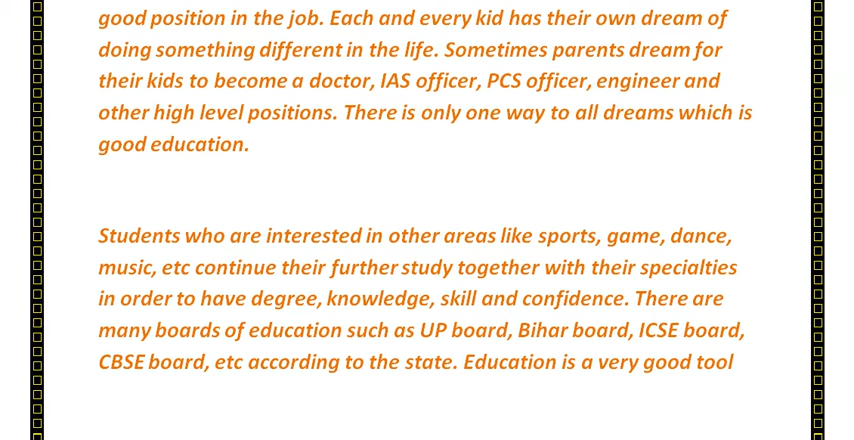 good position in the job. Each and every kid has their own dream of
doing something different in the life. Sometimes parents dream for
their kids to become a doctor, IAS officer, PCS officer, engineer and
other high level positions. There is only one way to all dreams which is
good education.
Students who are interested in other areas like sports, game, dance,
music, etc continue their further study together with their specialties
in order to have degree, knowledge, skill and confidence. There are
many boards of education such as UP board, Bihar board, ICSE board,
CBSE board, etc according to the state. Education is a very good tool